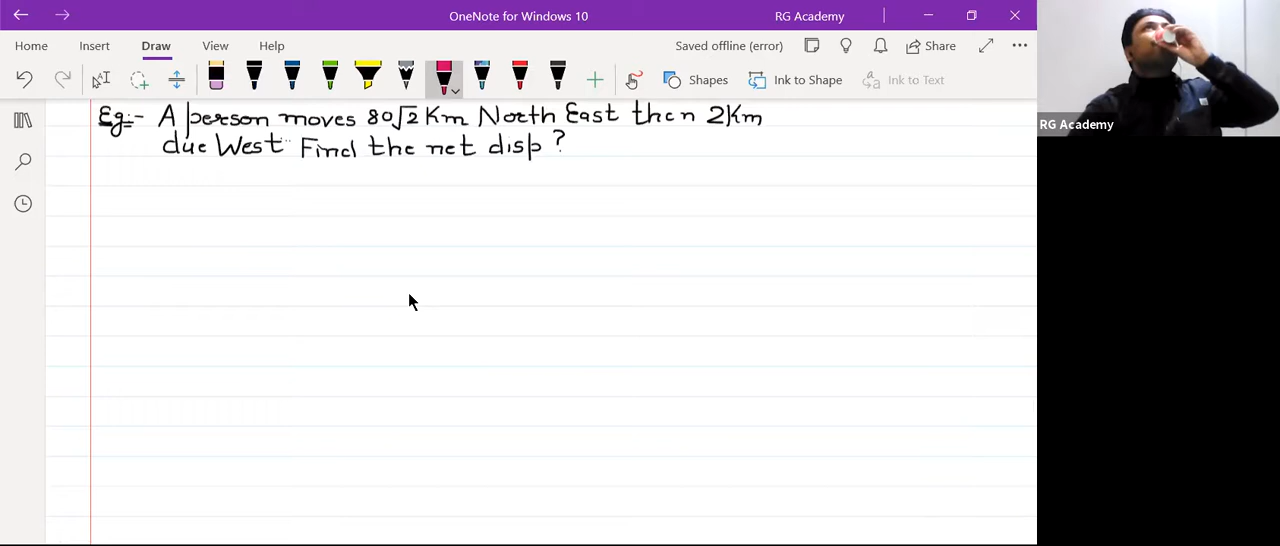 OneNote for Windows 10
RG Academy
Home Insert Draw View Help
Saved offline (error)
Share
Shapes
Ink to Shape
Ink to Text
RG Academy
Eg:- A person moves 80√2 Km North East then 2Km
due West. Find the net disp ?